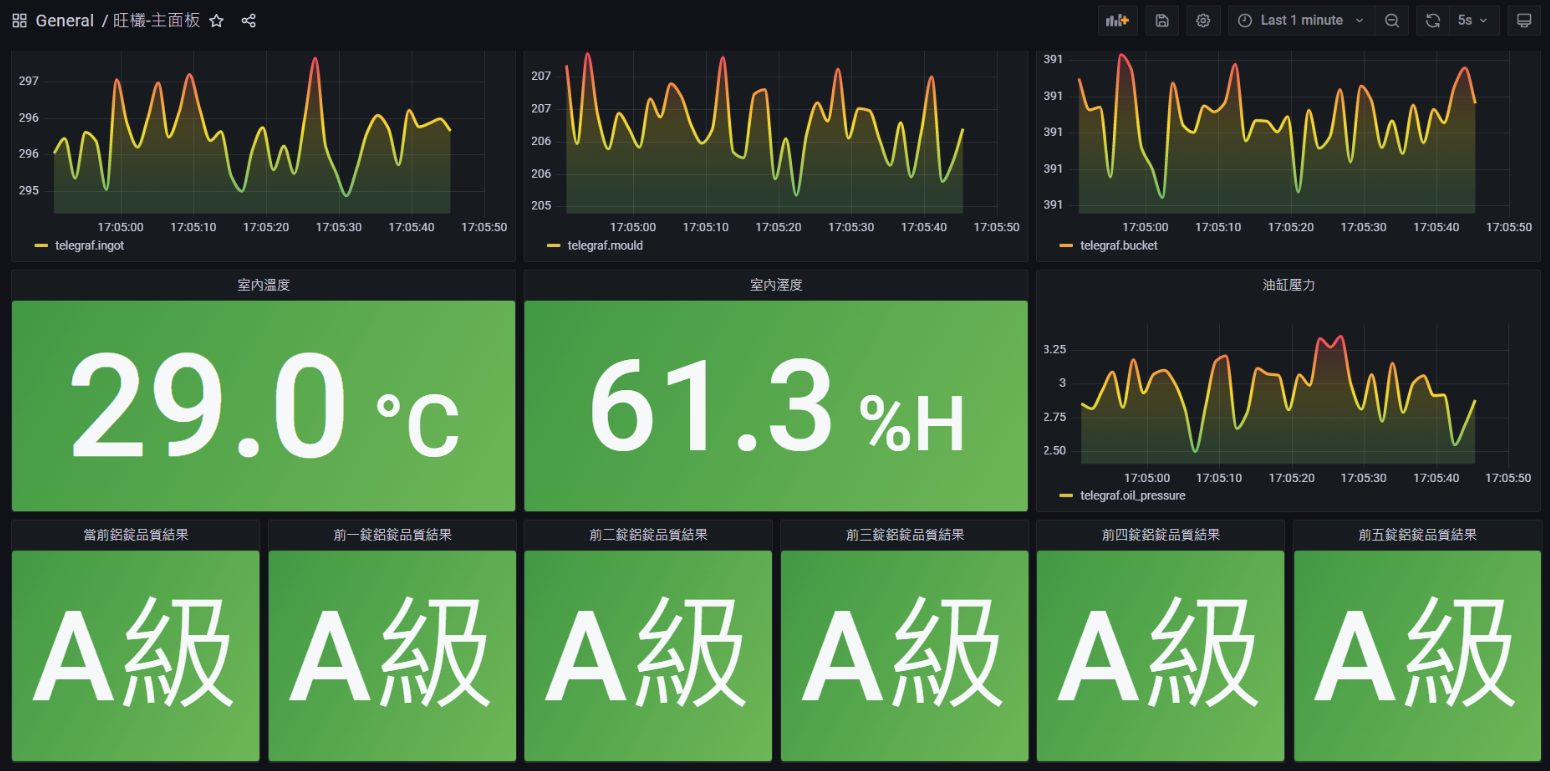 General / 旺欉-主面板
Last 1 minute
5s
297
296
296
295
17:05:00 17:05:10 17:05:20 17:05:30 17:05:40 17:05:50
telegraf.ingot
207
207
206
206
205
17:05:00 17:05:10 17:05:20 17:05:30 17:05:40 17:05:50
telegraf.mould
391
391
391
391
391
17:05:00 17:05:10 17:05:20 17:05:30 17:05:40 17:05:50
telegraf.bucket
室內溫度
29.0 °C
室內溼度
61.3 %H
油缸壓力
3.25
3
2.75
2.50
17:05:00 17:05:10 17:05:20 17:05:30 17:05:40 17:05:50
telegraf.oil_pressure
當前鋁錠品質結果
A級
前一錠鋁錠品質結果
A級
前二錠鋁錠品質結果
A級
前三錠鋁錠品質結果
A級
前四錠鋁錠品質結果
A級
前五錠鋁錠品質結果
A級